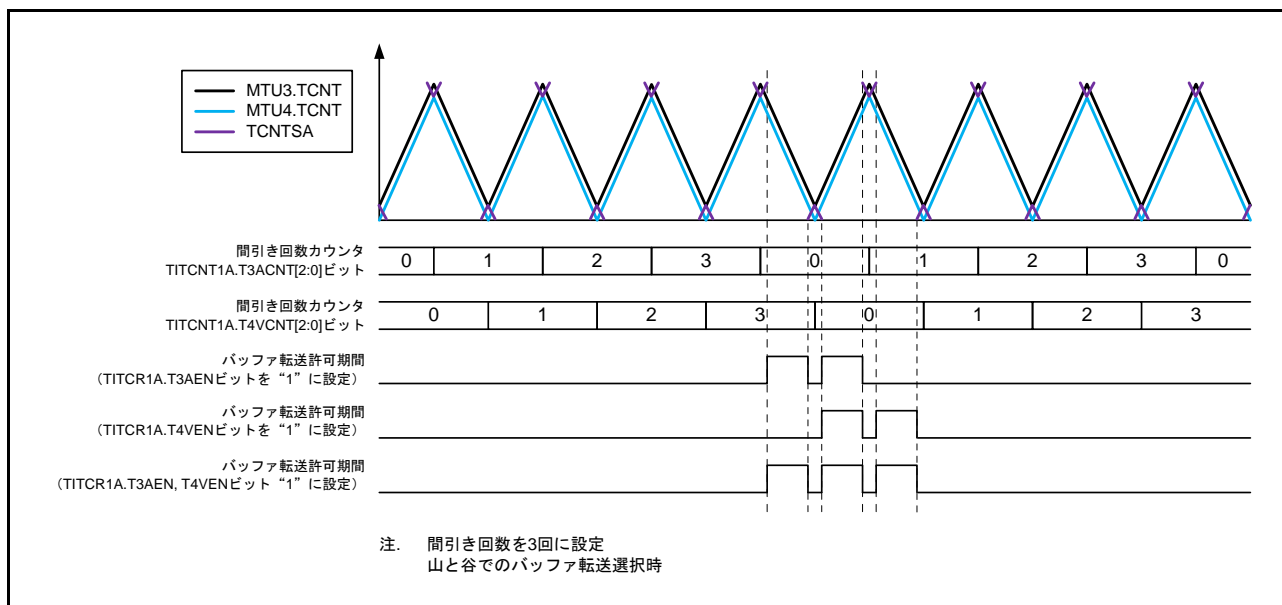 MTU3.TCNT
MTU4.TCNT
TCNTSA
間引き回数カウンタ
TITCNT1A.T3ACNT[2:0]ビット
0 1 2 3 0 1 2 3 0
間引き回数カウンタ
TITCNT1A.T4VCNT[2:0]ビット
0 1 2 3 0 1 2 3
バッファ転送許可期間
(TITCR1A.T3AENビットを“1”に設定)
バッファ転送許可期間
(TITCR1A.T4VENビットを“1”に設定)
バッファ転送許可期間
(TITCR1A.T3AEN, T4VENビット“1”に設定)
注. 間引き回数を3回に設定
山と谷でのバッファ転送選択時